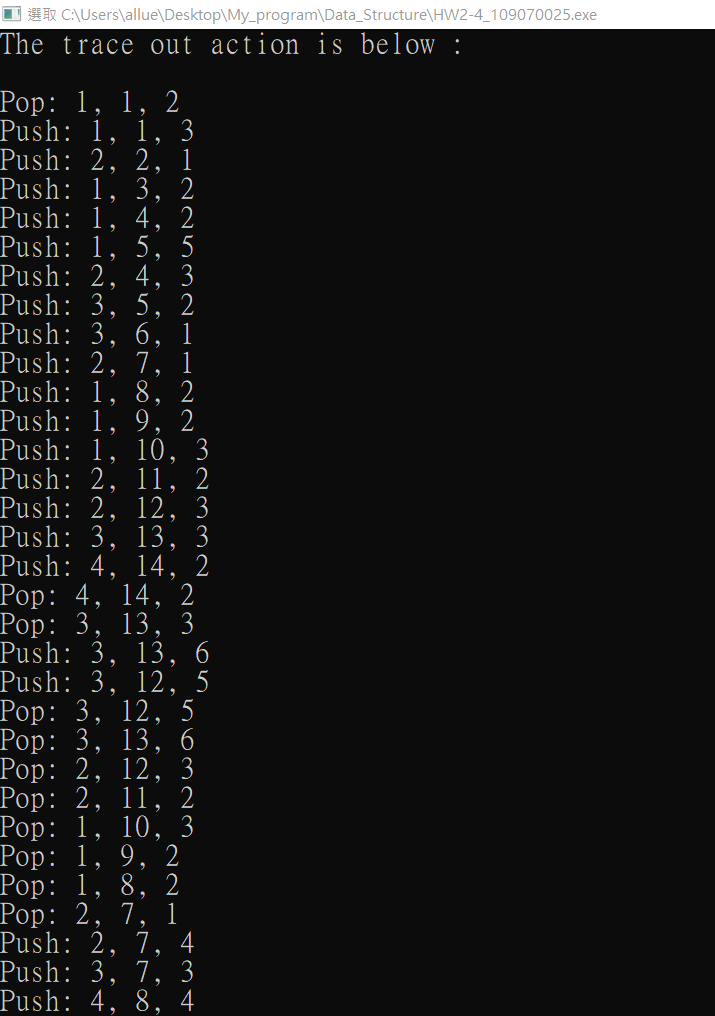 選取 C:\Users\allue\Desktop\My_program\Data_Structure\HW2-4_109070025.exe
The trace out action is below :
Pop: 1, 1, 2
Push: 1, 1, 3
Push: 2, 2, 1
Push: 1, 3, 2
Push: 1, 4, 2
Push: 1, 5, 5
Push: 2, 4, 3
Push: 3, 5, 2
Push: 3, 6, 1
Push: 2, 7, 1
Push: 1, 8, 2
Push: 1, 9, 2
Push: 1, 10, 3
Push: 2, 11, 2
Push: 2, 12, 3
Push: 3, 13, 3
Push: 4, 14, 2
Pop: 4, 14, 2
Pop: 3, 13, 3
Push: 3, 13, 6
Push: 3, 12, 5
Pop: 3, 12, 5
Pop: 3, 13, 6
Pop: 2, 12, 3
Pop: 2, 11, 2
Pop: 1, 10, 3
Pop: 1, 9, 2
Pop: 1, 8, 2
Pop: 2, 7, 1
Push: 2, 7, 4
Push: 3, 7, 3
Push: 4, 8, 4